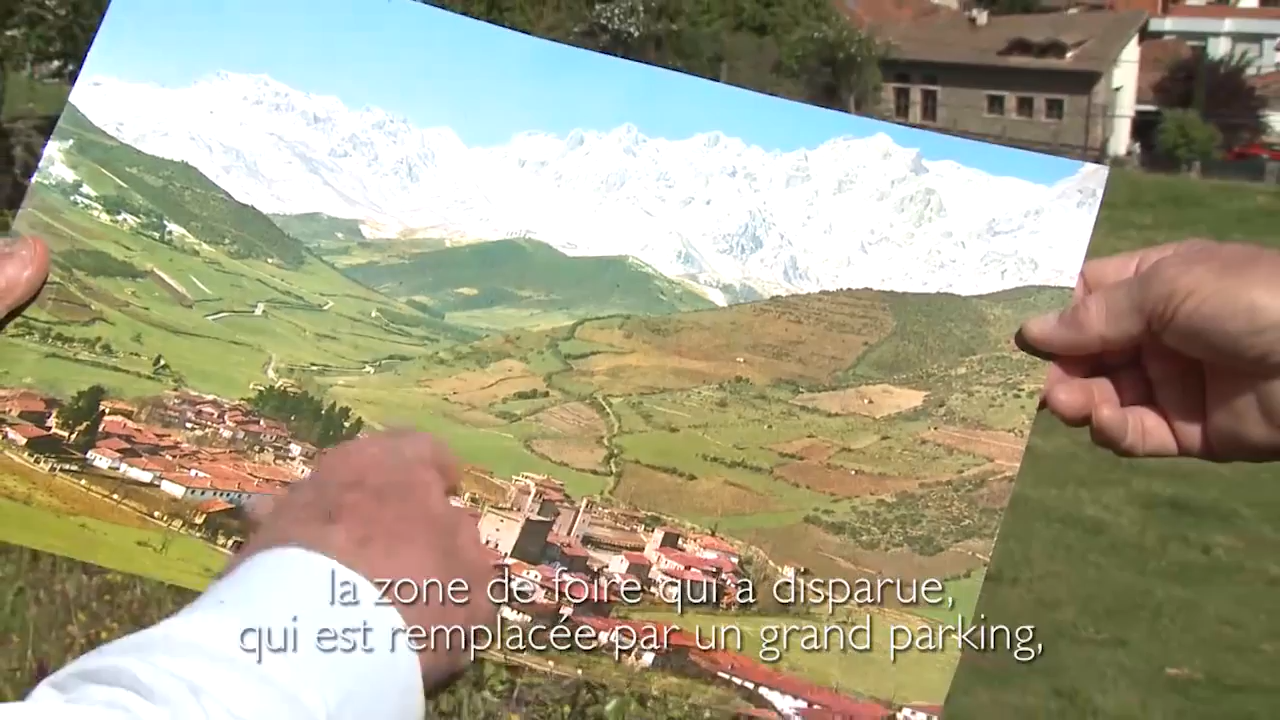 la zone de foire qui a disparue,
qui est remplacée par un grand parking,